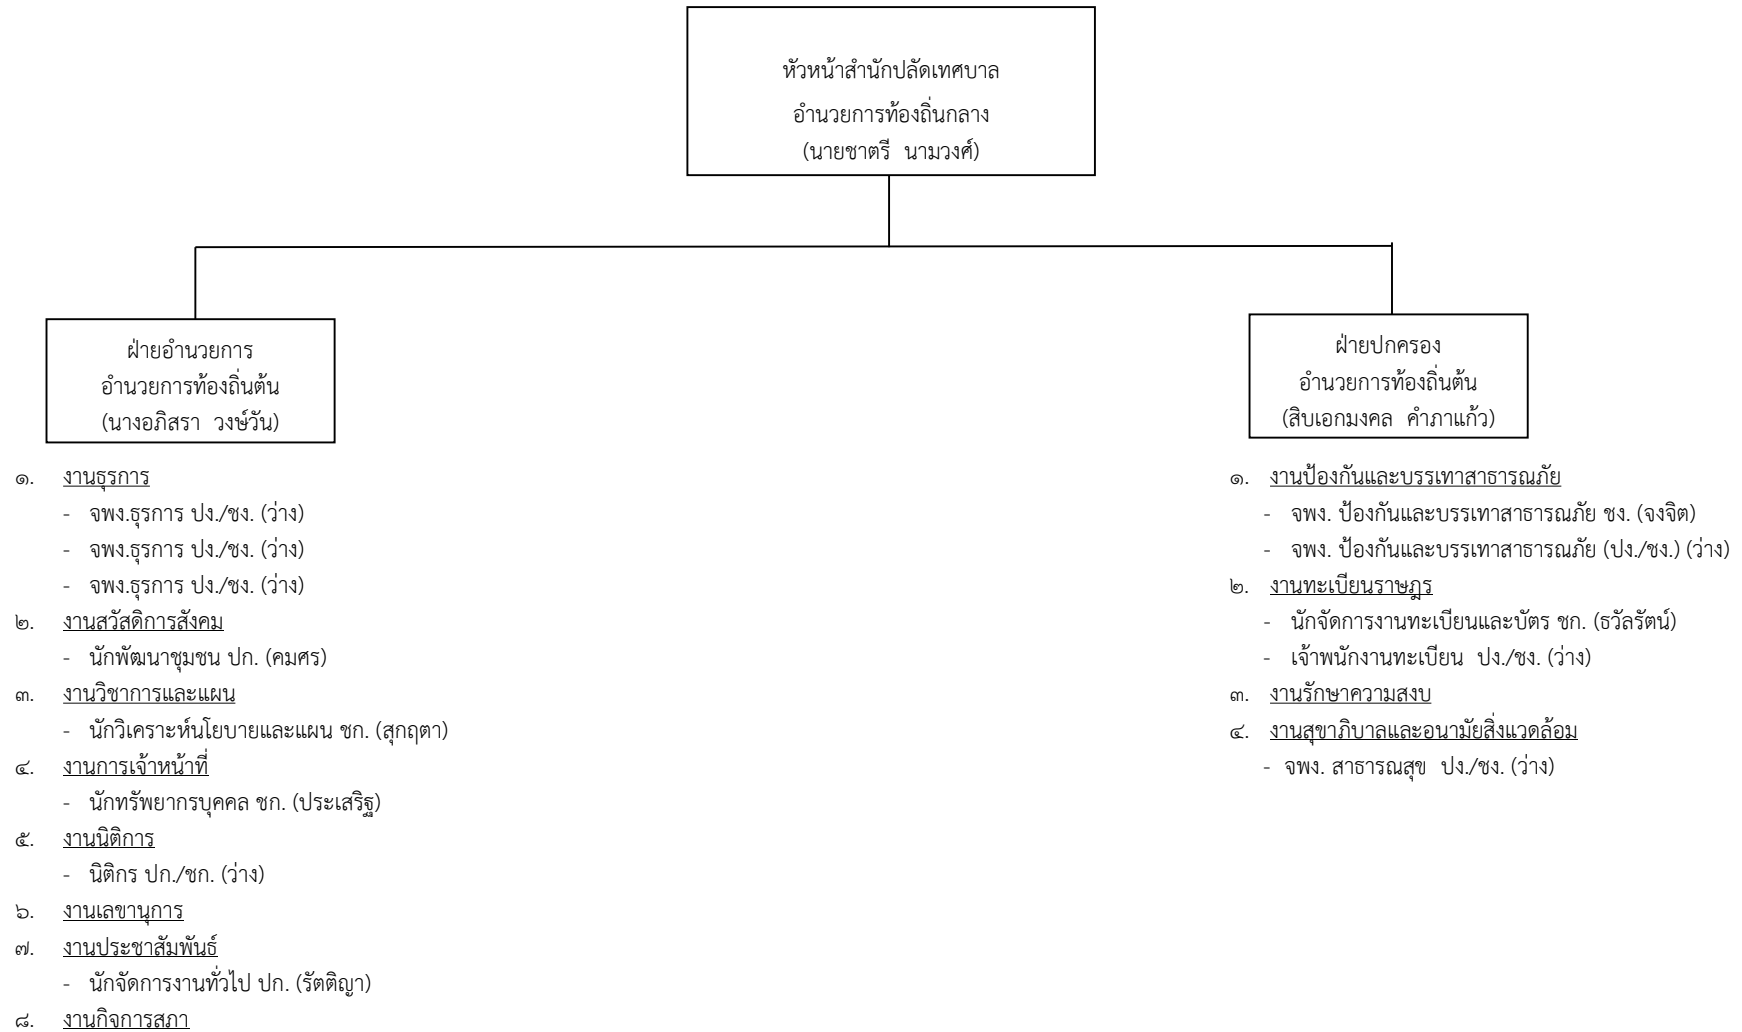 หัวหน้าสำนักปลัดเทศบาล
อำนวยการท้องถิ่นกลาง
(นายชาตรี นามวงศ์)
ฝ่ายอำนวยการ
อำนวยการท้องถิ่นต้น
(นางอภิสรา วงษ์วัน)
๑. งานธุรการ
- จพง.ธุรการ ปง./ชง. (ว่าง)
- จพง.ธุรการ ปง./ชง. (ว่าง)
- จพง.ธุรการ ปง./ชง. (ว่าง)
๒. งานสวัสดิการสังคม
- นักพัฒนาชุมชน ปก. (คมศร)
๓. งานวิชาการและแผน
- นักวิเคราะห์นโยบายและแผน ชก. (สุกฤตา)
๔. งานการเจ้าหน้าที่
- นักทรัพยากรบุคคล ชก. (ประเสริฐ)
๕. งานนิติการ
- นิติกร ปก./ชก. (ว่าง)
๖. งานเลขานุการ
๗. งานประชาสัมพันธ์
- นักจัดการงานทั่วไป ปก. (รัตติญา)
๘. งานกิจการสภา
ฝ่ายปกครอง
อำนวยการท้องถิ่นต้น
(สิบเอกมงคล คำภาแก้ว)
๑. งานป้องกันและบรรเทาสาธารณภัย
- จพง. ป้องกันและบรรเทาสาธารณภัย ชง. (จงจิต)
- จพง. ป้องกันและบรรเทาสาธารณภัย (ปง./ชง.) (ว่าง)
๒. งานทะเบียนราษฎร
- นักจัดการงานทะเบียนและบัตร ชก. (ธวัลรัตน์)
- เจ้าพนักงานทะเบียน ปง./ชง. (ว่าง)
๓. งานรักษาความสงบ
๔. งานสุขาภิบาลและอนามัยสิ่งแวดล้อม
- จพง. สาธารณสุข ปง./ชง. (ว่าง)